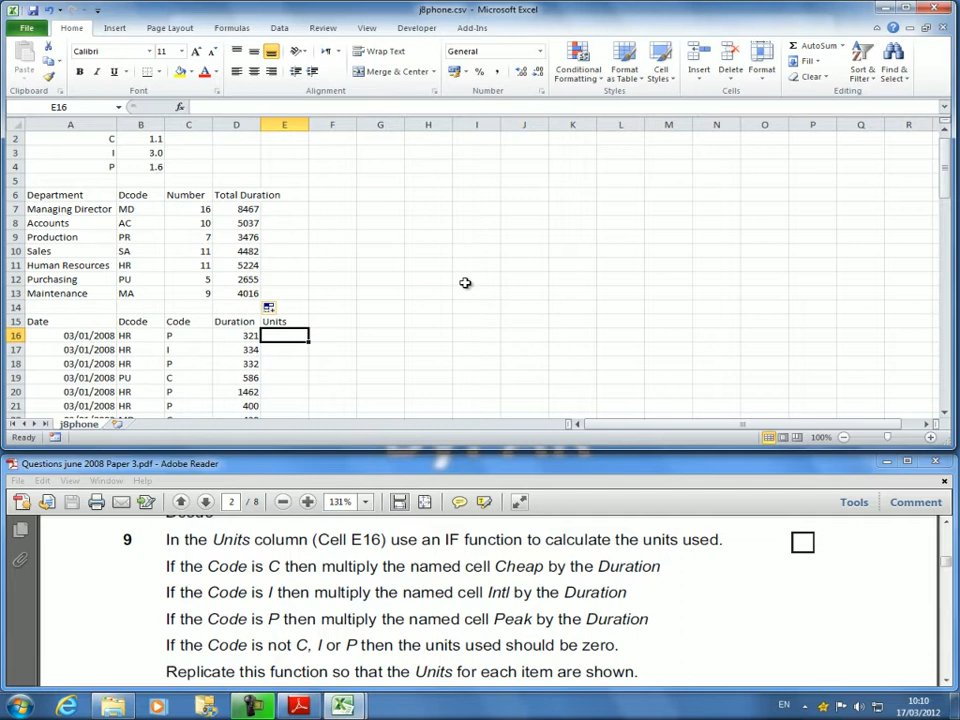 j8phone.csv - Microsoft Excel
File Home Insert Page Layout Formulas Data Review View Developer Add-Ins
Calibri 11 A A Wrap Text General AutoSum
Paste B I U Merge & Center % , Conditional Formatting Format as Table Cell Styles Insert Delete Format Fill Clear Sort & Filter Find & Select
Clipboard Font Alignment Number Styles Cells Editing
E16 fx
A B C D E F G H I J K L M N O P Q R
2 C 1.1
3 I 3.0
4 P 1.6
5
6 Department Dcode Number Total Duration
7 Managing Director MD 16 8467
8 Accounts AC 10 5037
9 Production PR 7 3476
10 Sales SA 11 4482
11 Human Resources HR 11 5224
12 Purchasing PU 5 2655
13 Maintenance MA 9 4016
14
15 Date Dcode Code Duration Units
16 03/01/2008 HR P 321
17 03/01/2008 HR I 334
18 03/01/2008 HR P 332
19 03/01/2008 PU C 586
20 03/01/2008 HR P 1462
21 03/01/2008 HR P 400
j8phone
Ready 100%
Questions june 2008 Paper 3.pdf - Adobe Reader
File Edit View Window Help
2 / 8 131% Tools Comment
Dcode
9 In the Units column (Cell E16) use an IF function to calculate the units used.
If the Code is C then multiply the named cell Cheap by the Duration
If the Code is I then multiply the named cell Intl by the Duration
If the Code is P then multiply the named cell Peak by the Duration
If the Code is not C, I or P then the units used should be zero.
Replicate this function so that the Units for each item are shown.
EN 10:10
17/03/2012